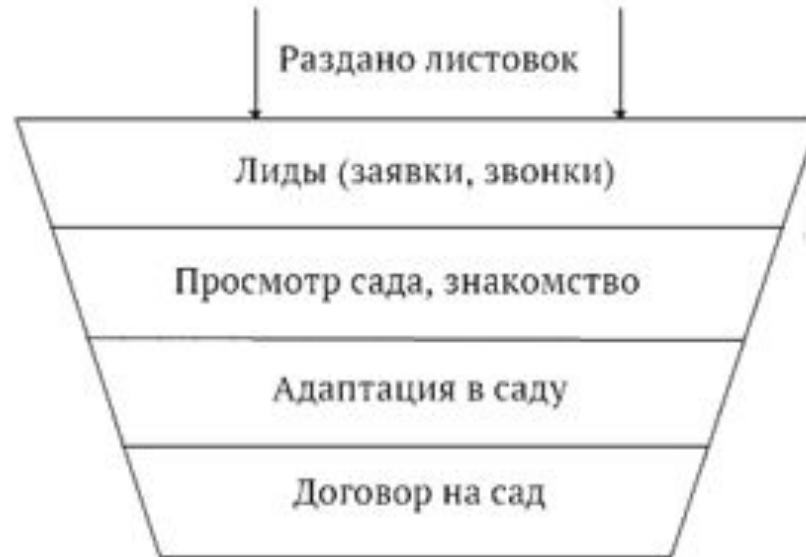 Раздано листовок
Лиды (заявки, звонки)
Просмотр сада, знакомство
Адаптация в саду
Договор на сад